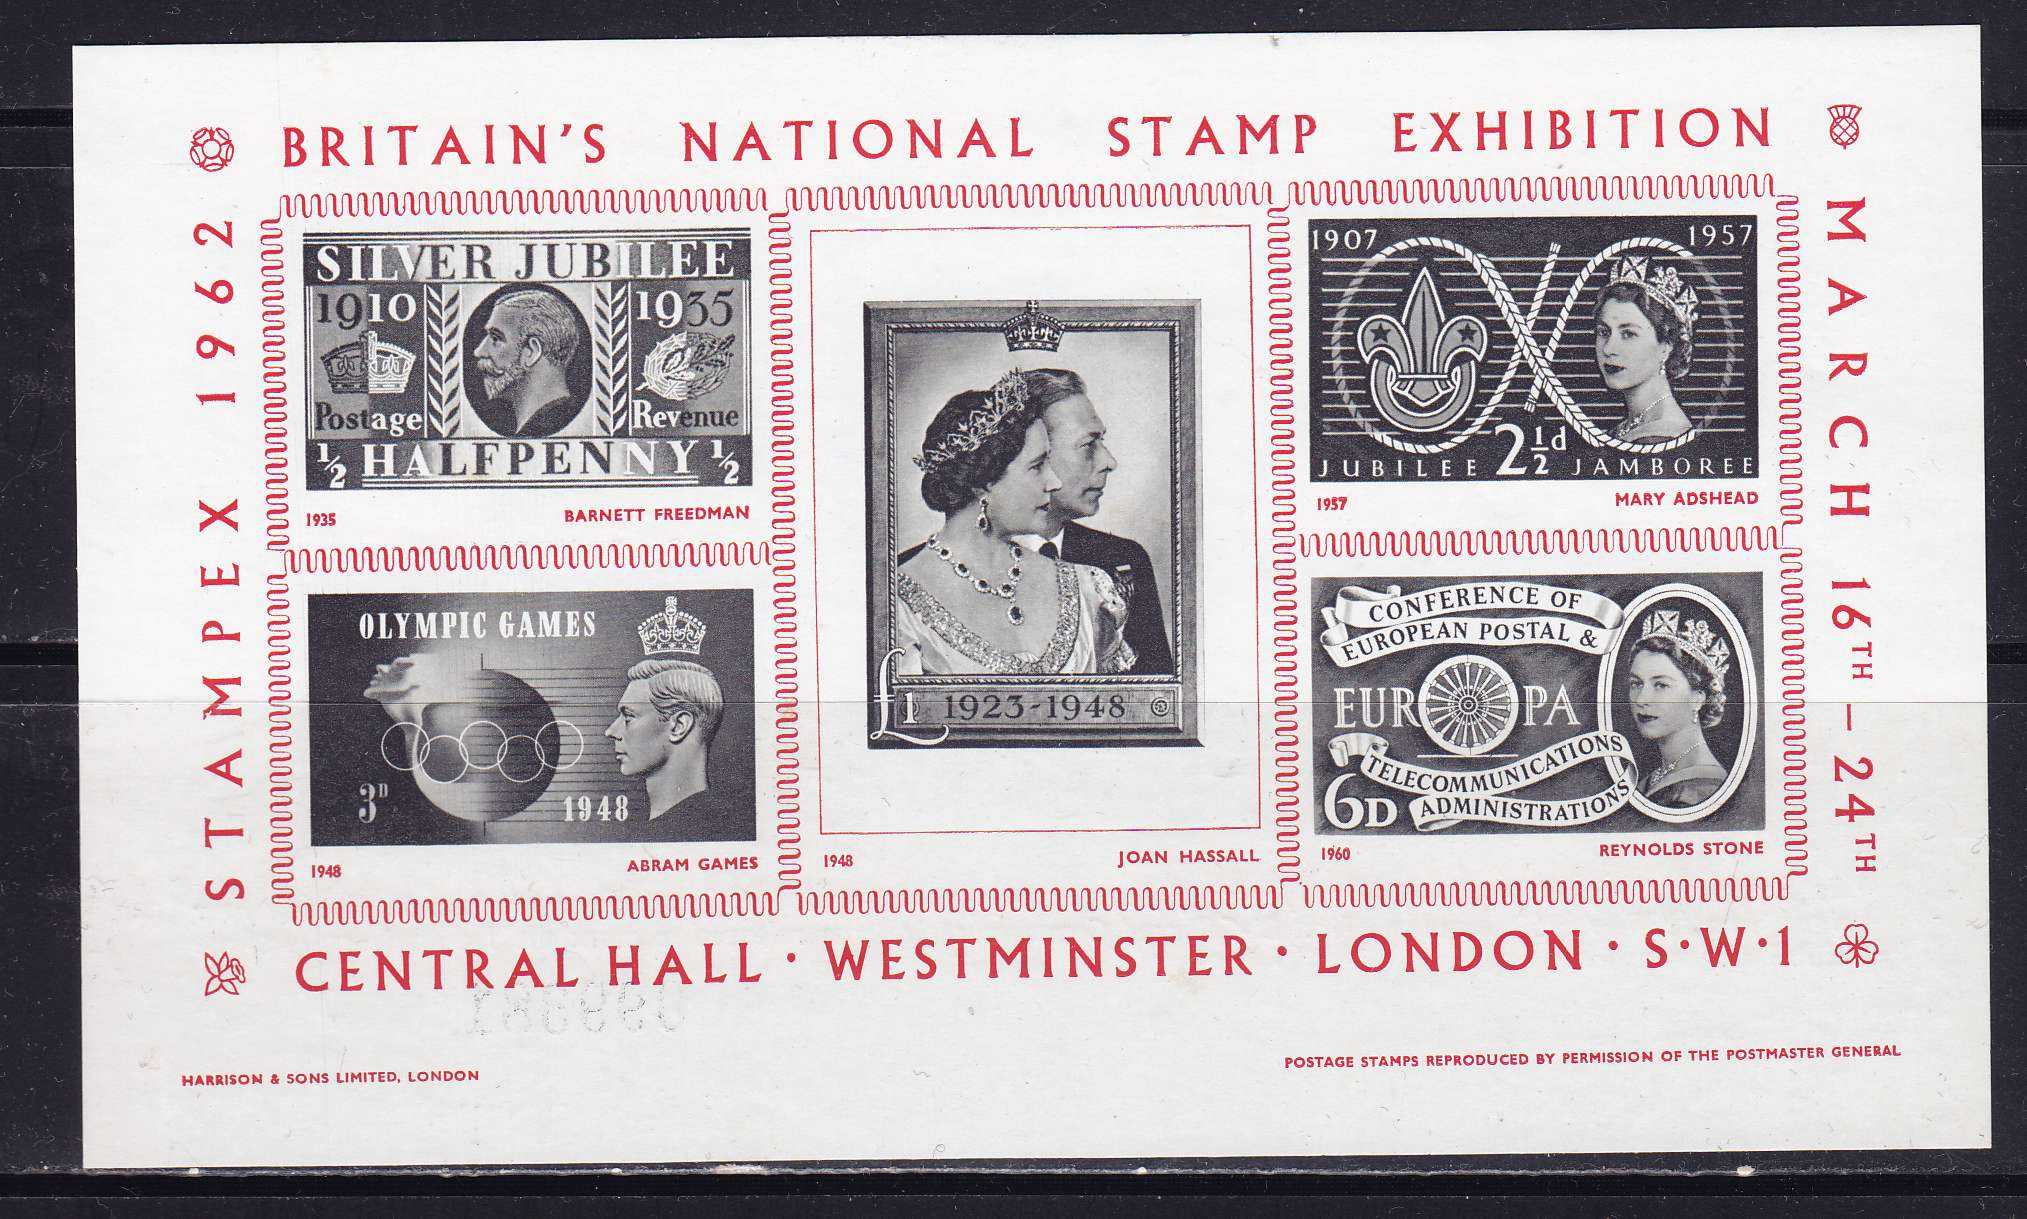 BRITAIN'S NATIONAL STAMP EXHIBITION
STAMPEX 1962
MARCH 16TH – 24TH
SILVER JUBILEE
1910 1935
Postage Revenue
½ HALFPENNY ½
1935 BARNETT FREEDMAN
£1 1923-1948
1948 JOAN HASSALL
1907 1957
JUBILEE 2½d JAMBOREE
1957 MARY ADSHEAD
OLYMPIC GAMES
3D 1948
1948 ABRAM GAMES
CONFERENCE OF
EUROPEAN POSTAL &
EUROPA
TELECOMMUNICATIONS
6D ADMINISTRATIONS
1960 REYNOLDS STONE
CENTRAL HALL · WESTMINSTER · LONDON · S·W·1
HARRISON & SONS LIMITED, LONDON
POSTAGE STAMPS REPRODUCED BY PERMISSION OF THE POSTMASTER GENERAL